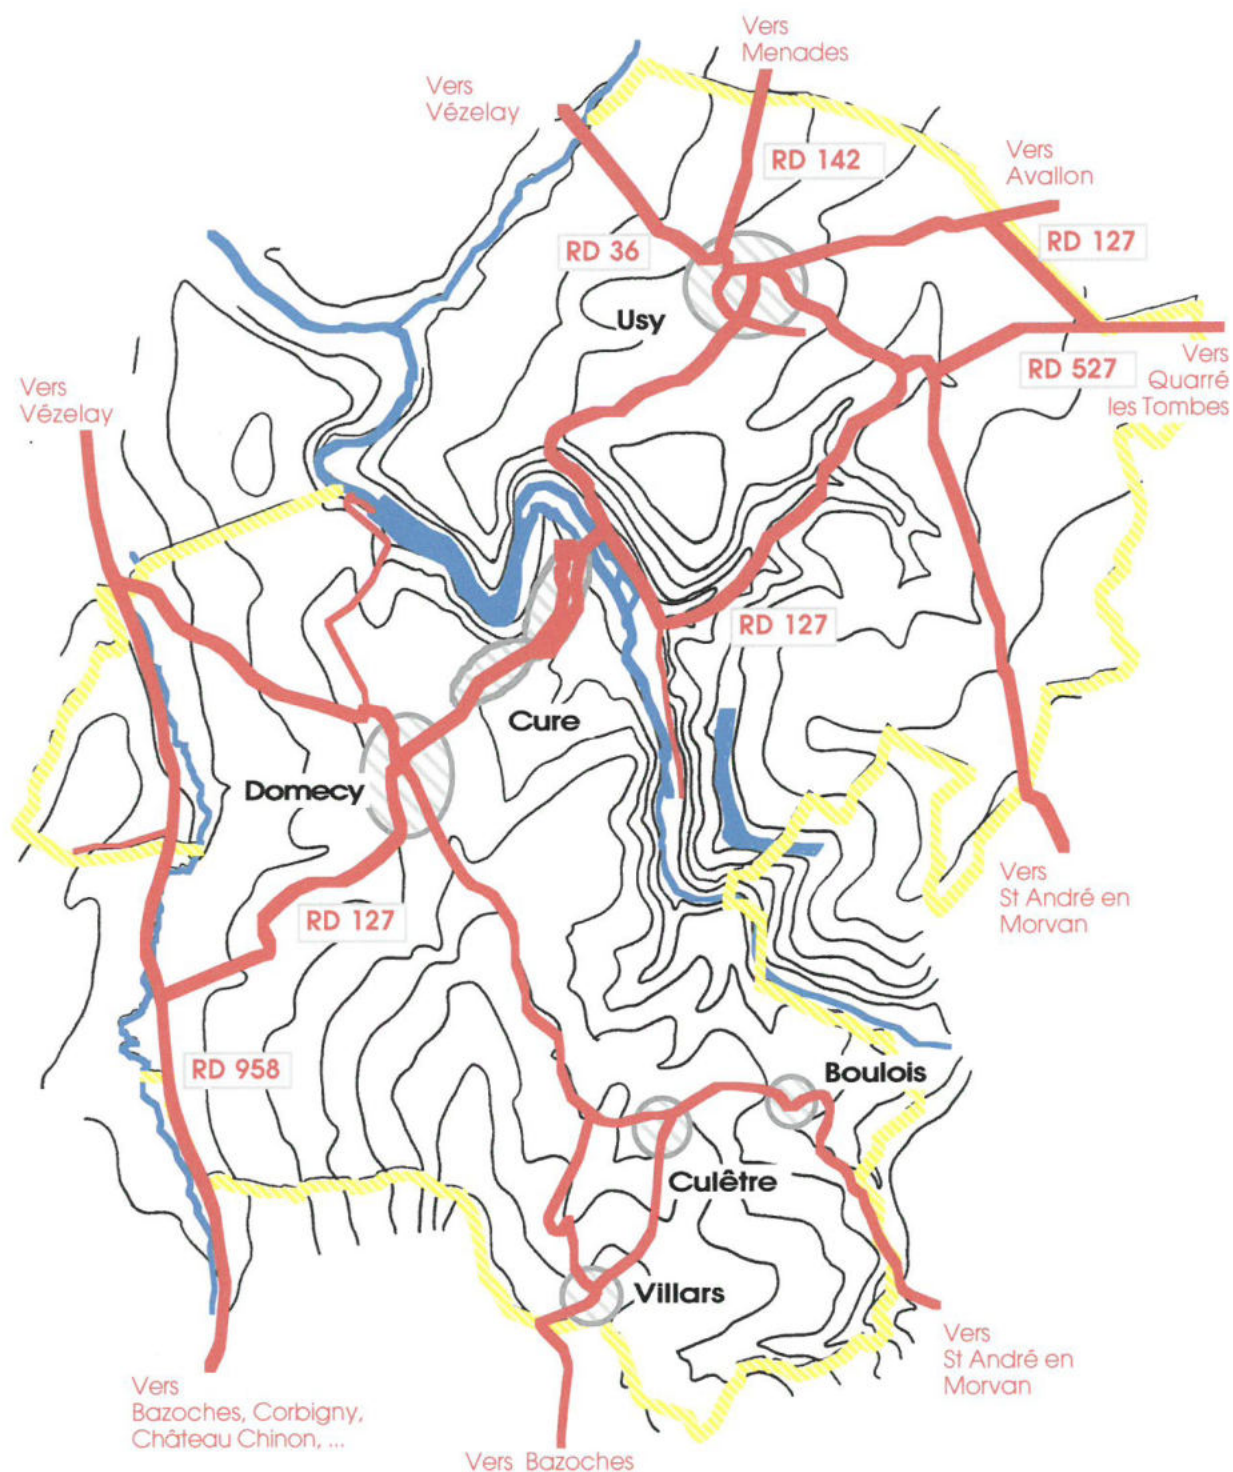 Vers
Menades
Vers
Vézelay
RD 142
Vers
Avallon
RD 36
RD 127
Usy
Vers
Quarré
les Tombes
RD 527
Vers
Vézelay
RD 127
Cure
Domecy
RD 127
Vers
St André en
Morvan
RD 958
Boulois
Culêtre
Villars
Vers
St André en
Morvan
Vers
Bazoches, Corbigny,
Château Chinon, ...
Vers Bazoches